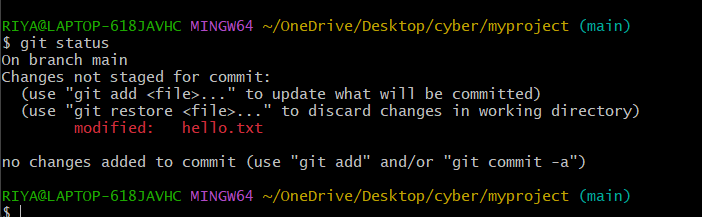 RIYA@LAPTOP-618JAVHC MINGW64 ~/OneDrive/Desktop/cyber/myproject (main)
$ git status
On branch main
Changes not staged for commit:
  (use "git add <file>..." to update what will be committed)
  (use "git restore <file>..." to discard changes in working directory)
        modified:   hello.txt

no changes added to commit (use "git add" and/or "git commit -a")

RIYA@LAPTOP-618JAVHC MINGW64 ~/OneDrive/Desktop/cyber/myproject (main)
$